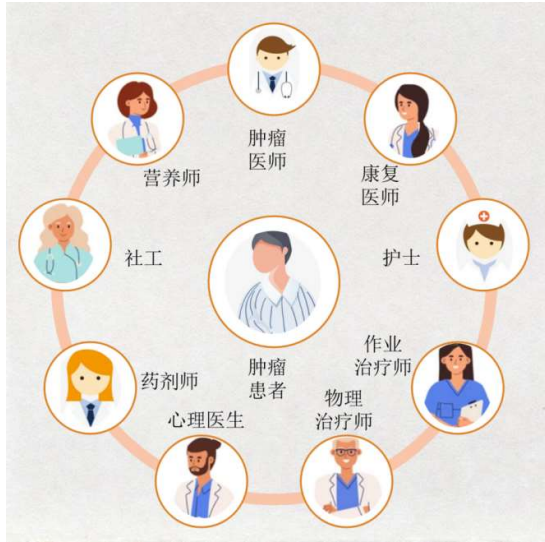 肿瘤
医师
营养师
康复
医师
社工
护士
作业
治疗师
药剂师
肿瘤
患者
物理
治疗师
心理医生